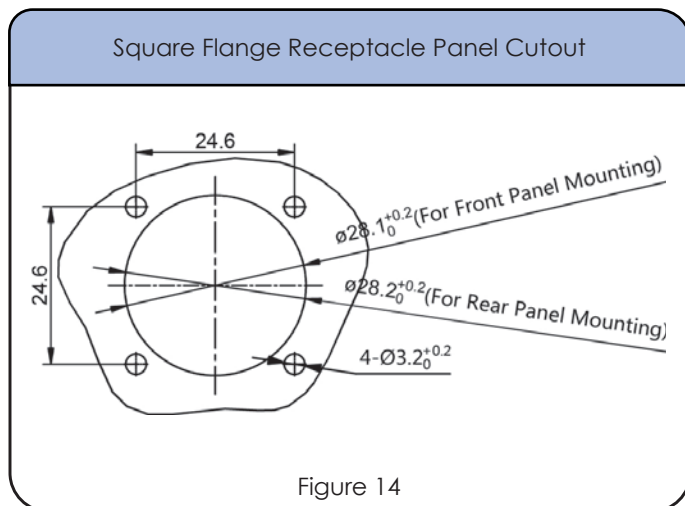 Square Flange Receptacle Panel Cutout
24.6
ø28.1+0.2 0(For Front Panel Mounting)
24.6
ø28.2+0.2 0(For Rear Panel Mounting)
4-Ø3.2+0.2 0
Figure 14